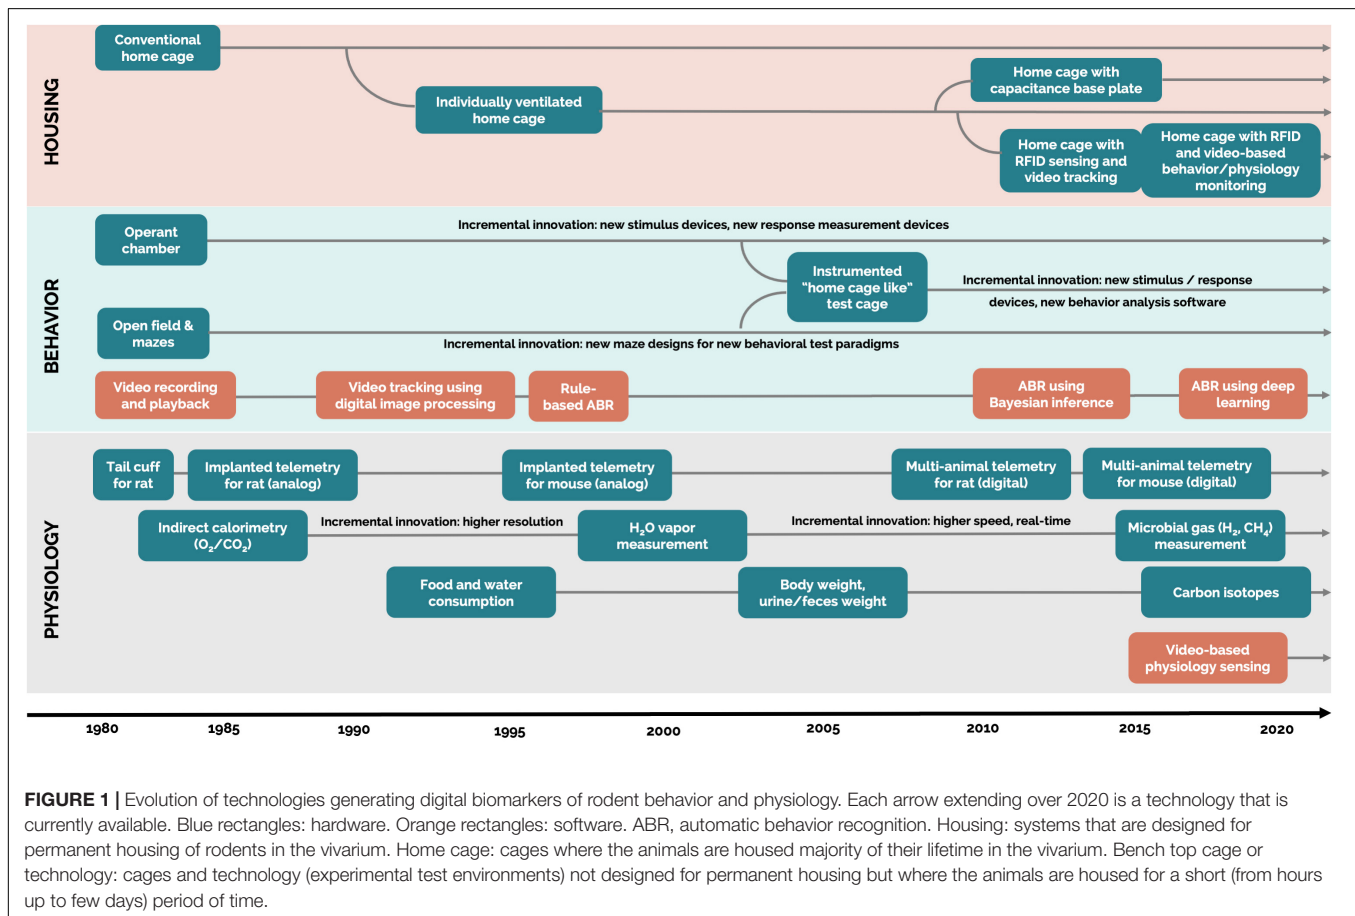 HOUSING
Conventional
home cage
Individually ventilated
home cage
Home cage with
capacitance base plate
Home cage with
RFID sensing and
video tracking
Home cage with RFID
and video-based
behavior/physiology
monitoring
BEHAVIOR
Operant
chamber
Incremental innovation: new stimulus devices, new response measurement devices
Instrumented
“home cage like”
test cage
Incremental innovation: new stimulus / response
devices, new behavior analysis software
Open field &
mazes
Incremental innovation: new maze designs for new behavioral test paradigms
Video recording
and playback
Video tracking using
digital image processing
Rule-
based ABR
ABR using
Bayesian inference
ABR using deep
learning
PHYSIOLOGY
Tail cuff
for rat
Implanted telemetry
for rat (analog)
Implanted telemetry
for mouse (analog)
Multi-animal telemetry
for rat (digital)
Multi-animal telemetry
for mouse (digital)
Indirect calorimetry
(O₂/CO₂)
Incremental innovation: higher resolution
H₂O vapor
measurement
Incremental innovation: higher speed, real-time
Microbial gas (H₂, CH₄)
measurement
Food and water
consumption
Body weight,
urine/feces weight
Carbon isotopes
Video-based
physiology sensing
1980 1985 1990 1995 2000 2005 2010 2015 2020
FIGURE 1 | Evolution of technologies generating digital biomarkers of rodent behavior and physiology. Each arrow extending over 2020 is a technology that is
currently available. Blue rectangles: hardware. Orange rectangles: software. ABR, automatic behavior recognition. Housing: systems that are designed for
permanent housing of rodents in the vivarium. Home cage: cages where the animals are housed majority of their lifetime in the vivarium. Bench top cage or
technology: cages and technology (experimental test environments) not designed for permanent housing but where the animals are housed for a short (from hours
up to few days) period of time.